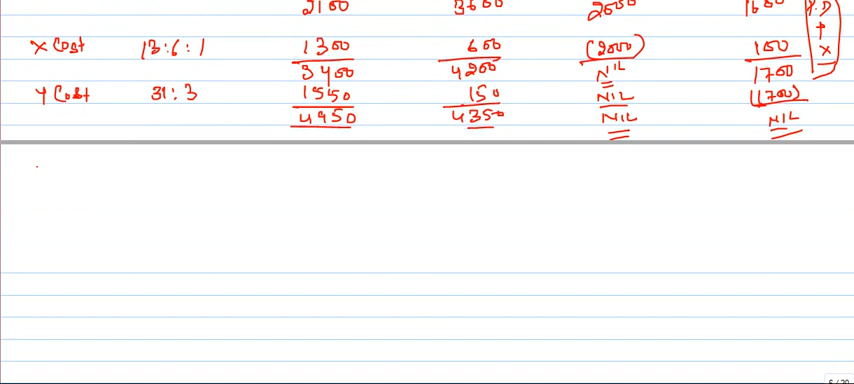 2100 3600 2000 1600 P.D
+
X Cost 13:6:1 1300 600 (2000) 100 X
3400 4200 NIL 1700
Y Cost 31:3 1550 150 NIL (1700)
4950 4350 NIL NIL